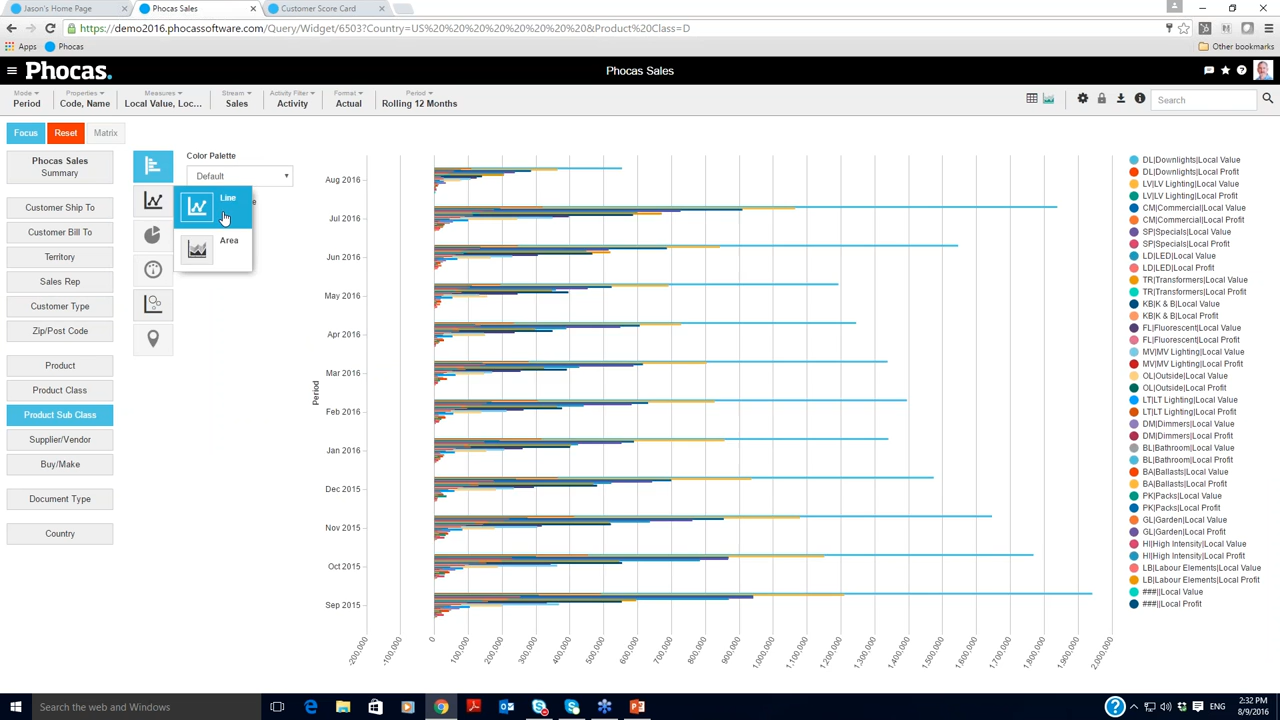 Jason's Home Page
Phocas Sales
Customer Score Card
https://demo2016.phocassoftware.com/Query/Widget/6503?Country=US%20%20%20%20%20%20%20%20&Product%20Class=D
Apps
Phocas
Other bookmarks
Phocas.
Phocas Sales
Mode
Period
Properties
Code, Name
Measures
Local Value, Loc...
Stream
Sales
Activity Filter
Activity
Format
Actual
Period
Rolling 12 Months
Search
Focus
Reset
Matrix
Phocas Sales
Summary
Customer Ship To
Customer Bill To
Territory
Sales Rep
Customer Type
Zip/Post Code
Product
Product Class
Product Sub Class
Supplier/Vendor
Buy/Make
Document Type
Country
Color Palette
Default
Line
Area
Period
Aug 2016
Jul 2016
Jun 2016
May 2016
Apr 2016
Mar 2016
Feb 2016
Jan 2016
Dec 2015
Nov 2015
Oct 2015
Sep 2015
-200,000
-100,000
0
100,000
200,000
300,000
400,000
500,000
600,000
700,000
800,000
900,000
1,000,000
1,100,000
1,200,000
1,300,000
1,400,000
1,500,000
1,600,000
1,700,000
1,800,000
1,900,000
2,000,000
DL|Downlights|Local Value
DL|Downlights|Local Profit
LV|LV Lighting|Local Value
LV|LV Lighting|Local Profit
CM|Commercial|Local Value
CM|Commercial|Local Profit
SP|Specials|Local Value
SP|Specials|Local Profit
LD|LED|Local Value
LD|LED|Local Profit
TR|Transformers|Local Value
TR|Transformers|Local Profit
KB|K & B|Local Value
KB|K & B|Local Profit
FL|Fluorescent|Local Value
FL|Fluorescent|Local Profit
MV|MV Lighting|Local Value
MV|MV Lighting|Local Profit
OL|Outside|Local Value
OL|Outside|Local Profit
LT|LT Lighting|Local Value
LT|LT Lighting|Local Profit
DM|Dimmers|Local Value
DM|Dimmers|Local Profit
BL|Bathroom|Local Value
BL|Bathroom|Local Profit
BA|Ballasts|Local Value
BA|Ballasts|Local Profit
PK|Packs|Local Value
PK|Packs|Local Profit
GL|Garden|Local Value
GL|Garden|Local Profit
HI|High Intensity|Local Value
HI|High Intensity|Local Profit
LB|Labour Elements|Local Value
LB|Labour Elements|Local Profit
###||Local Value
###||Local Profit
Search the web and Windows
ENG
2:32 PM
8/9/2016